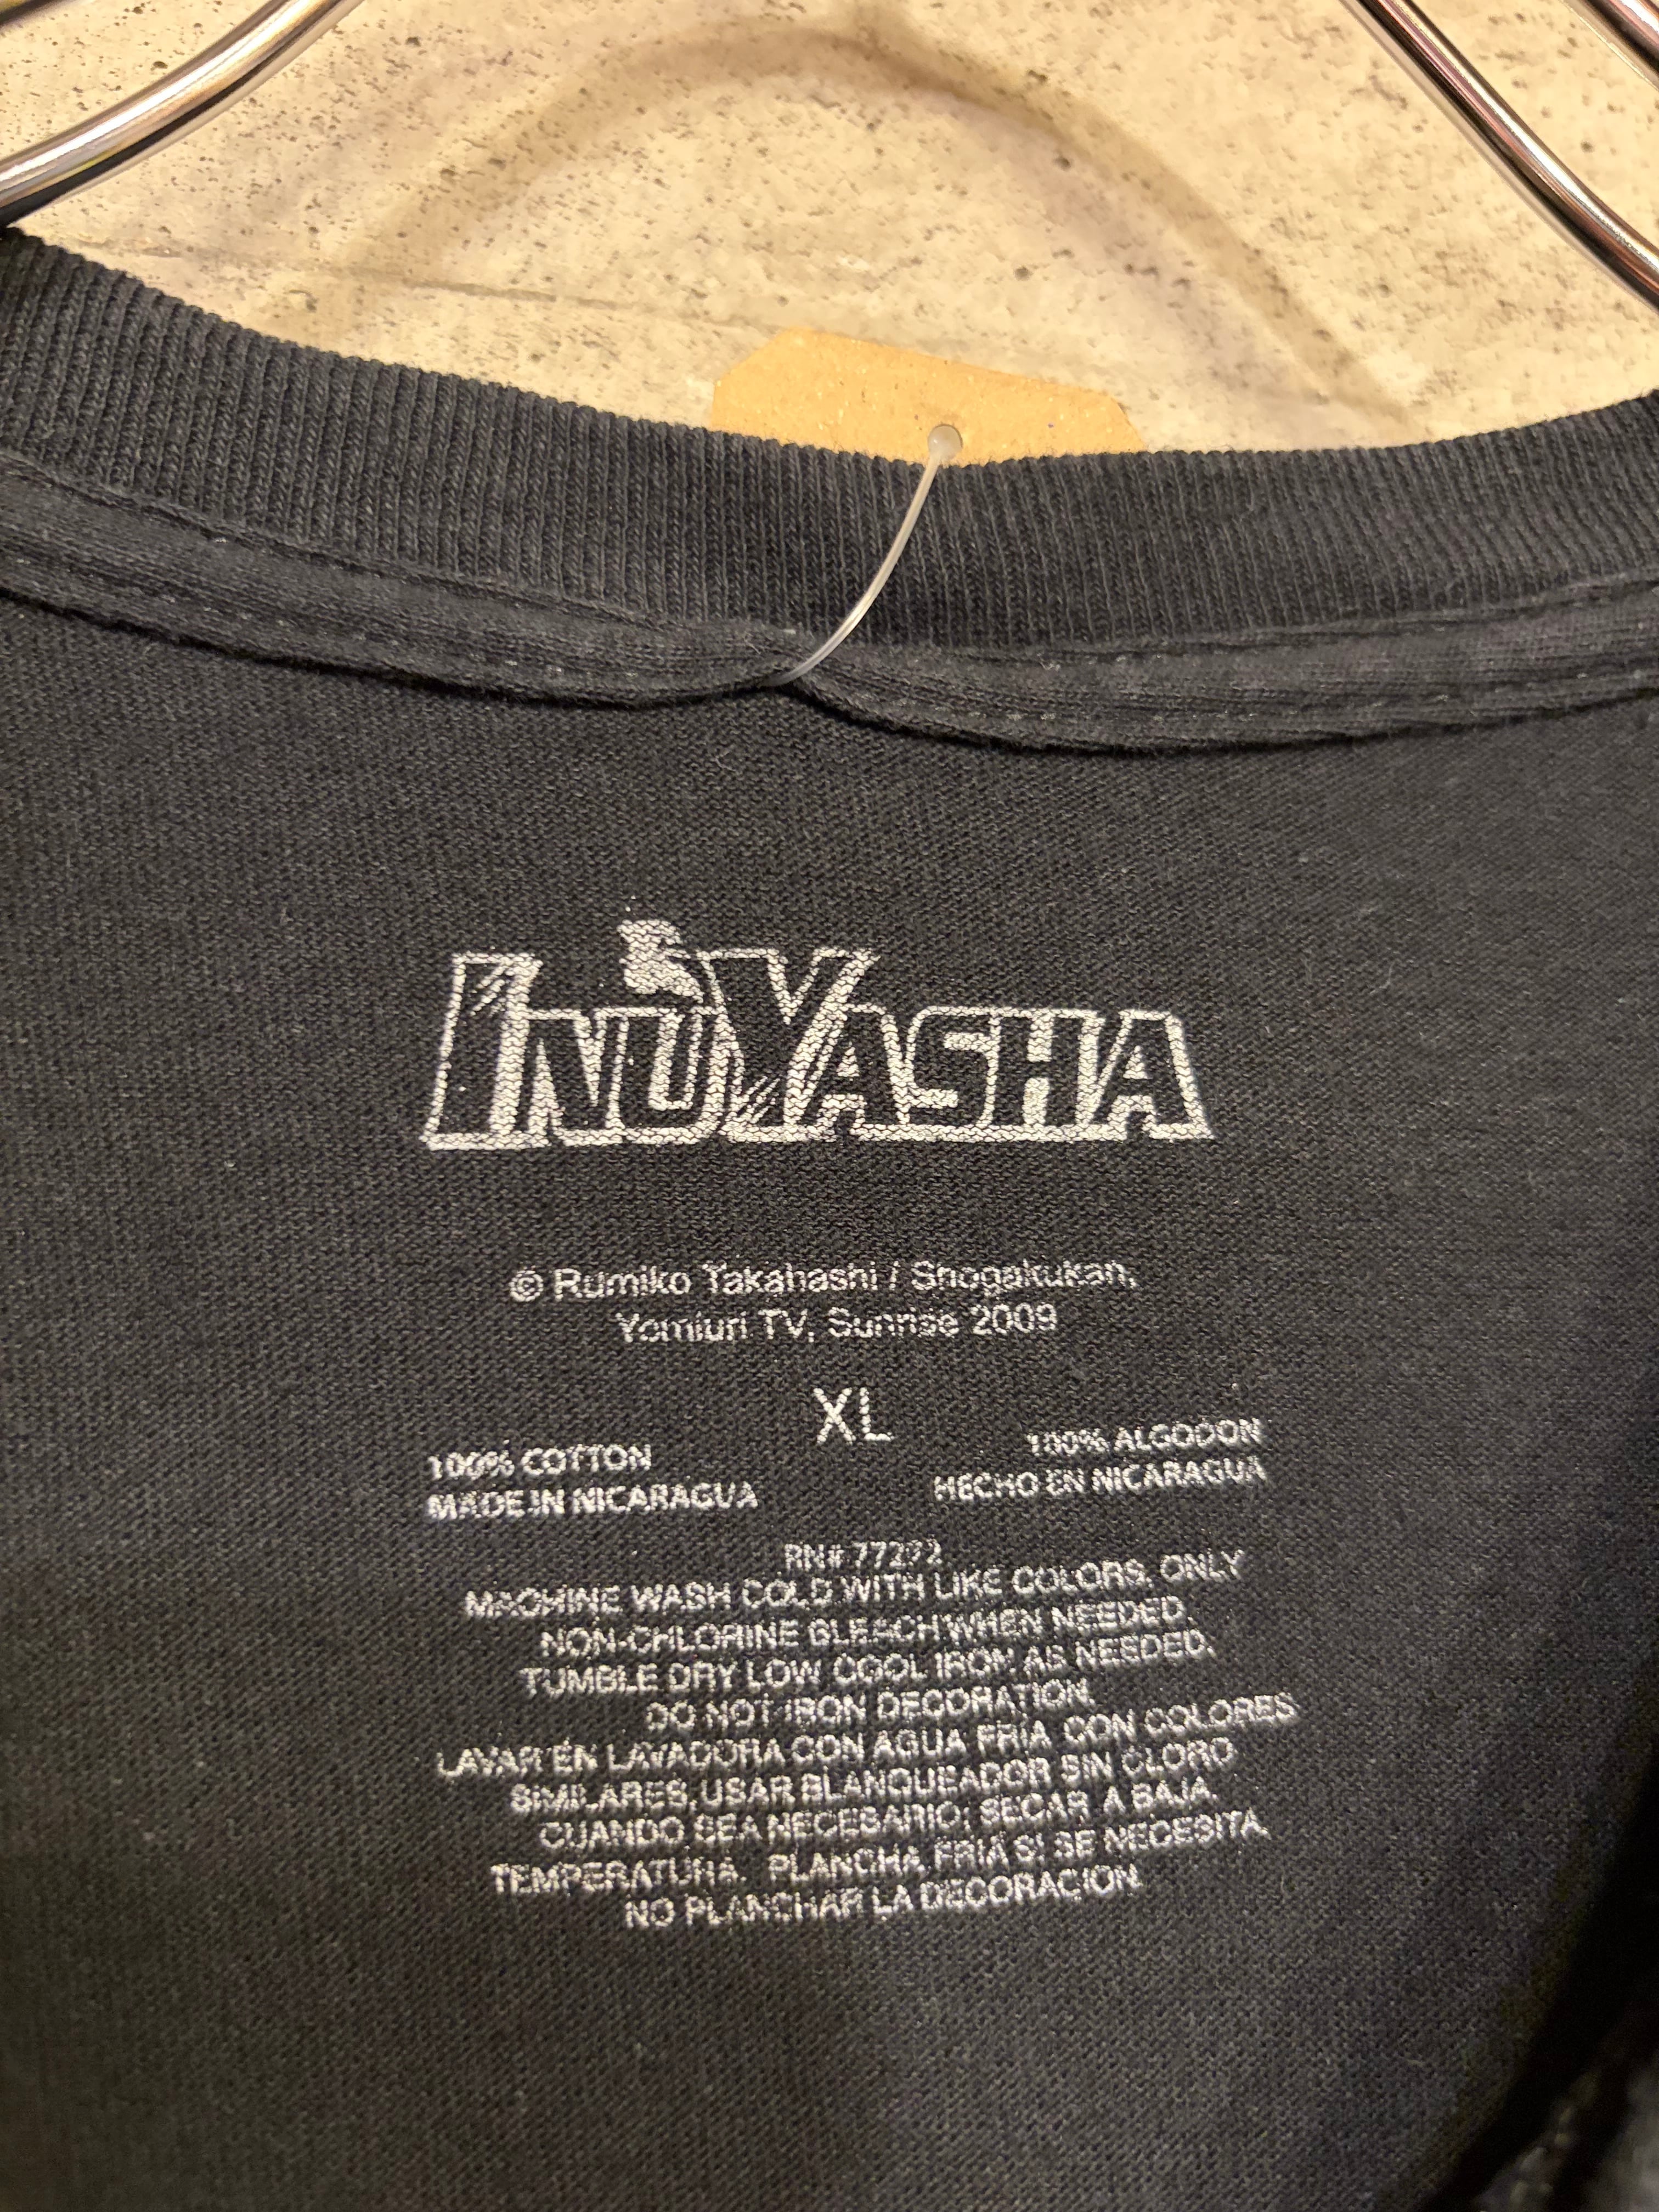 INUYASHA
© Rumiko Takahashi / Shogakukan,
Yomiuri TV, Sunrise 2009
XL
100% COTTON
MADE IN NICARAGUA
100% ALGODON
HECHO EN NICARAGUA
RN# 77272
MACHINE WASH COLD WITH LIKE COLORS. ONLY
NON-CHLORINE BLEACH WHEN NEEDED.
TUMBLE DRY LOW COOL IRON AS NEEDED.
DO NOT IRON DECORATION.
LAVAR EN LAVADORA CON AGUA FRIA CON COLORES
SIMILARES, USAR BLANQUEADOR SIN CLORO
CUANDO SEA NECESARIO; SECAR A BAJA
TEMPERATURA. PLANCHA FRIA SI SE NECESITA.
NO PLANCHAR LA DECORACION.